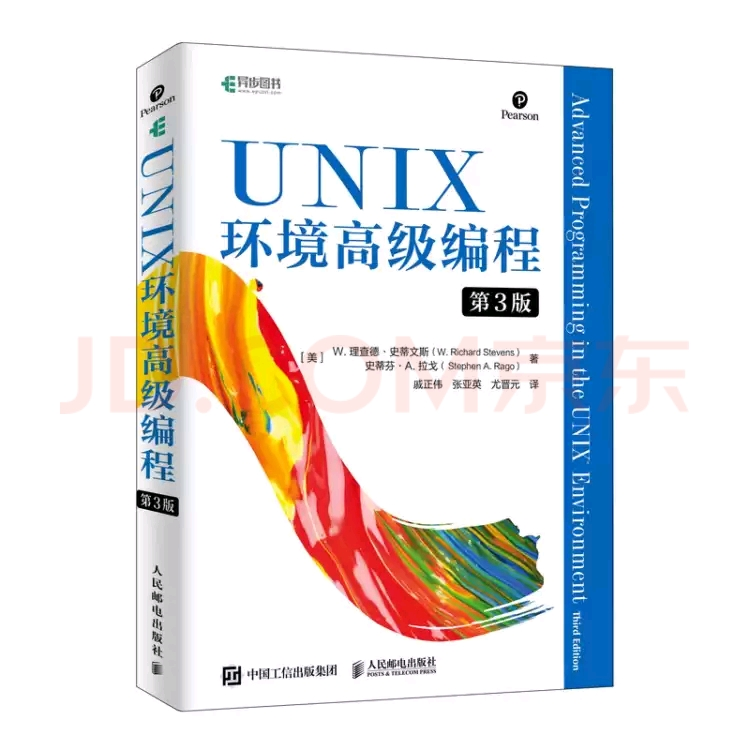 Pearson
UNIX环境高级编程
第3版
人民邮电出版社
异步图书
www.epubit.com
Pearson
UNIX
环境高级编程
第3版
[美] W. 理查德·史蒂文斯(W. Richard Stevens)
史蒂芬·A. 拉戈(Stephen A. Rago) 著
戚正伟 张亚英 尤晋元 译
中国工信出版集团
人民邮电出版社
POSTS & TELECOM PRESS
Advanced Programming in the UNIX Environment Third Edition
JD.COM京东